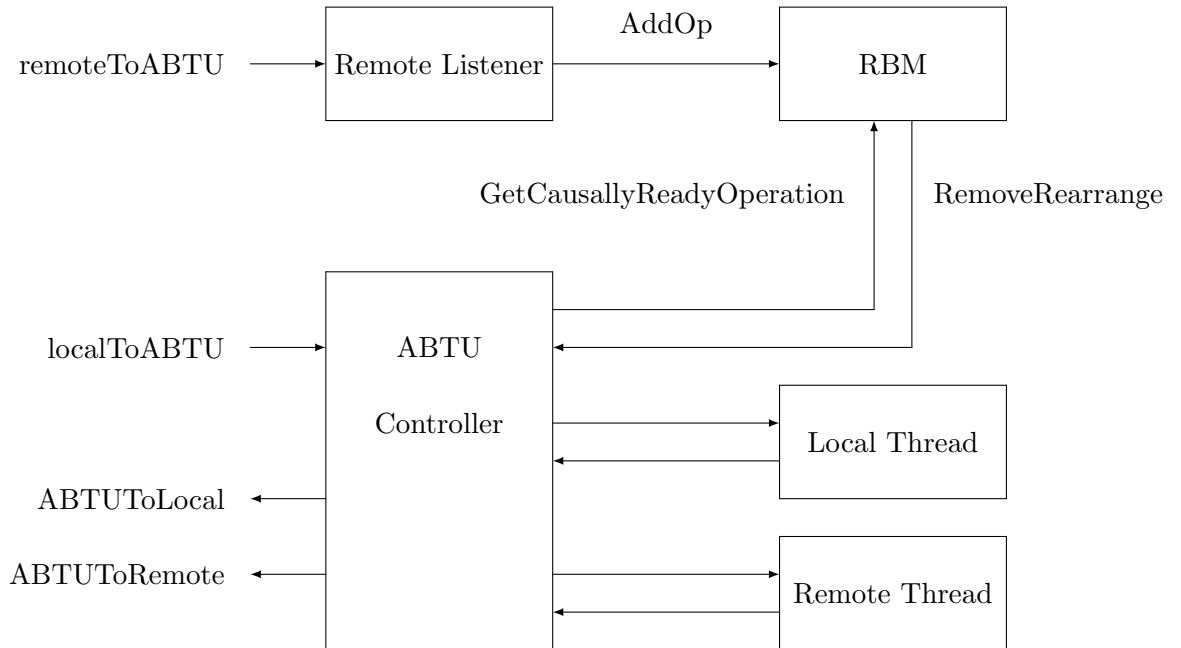 AddOp
remoteToABTU
Remote Listener
RBM
GetCausallyReadyOperation
RemoveRearrange
localToABTU
ABTU
Controller
Local Thread
ABTUToLocal
ABTUToRemote
Remote Thread